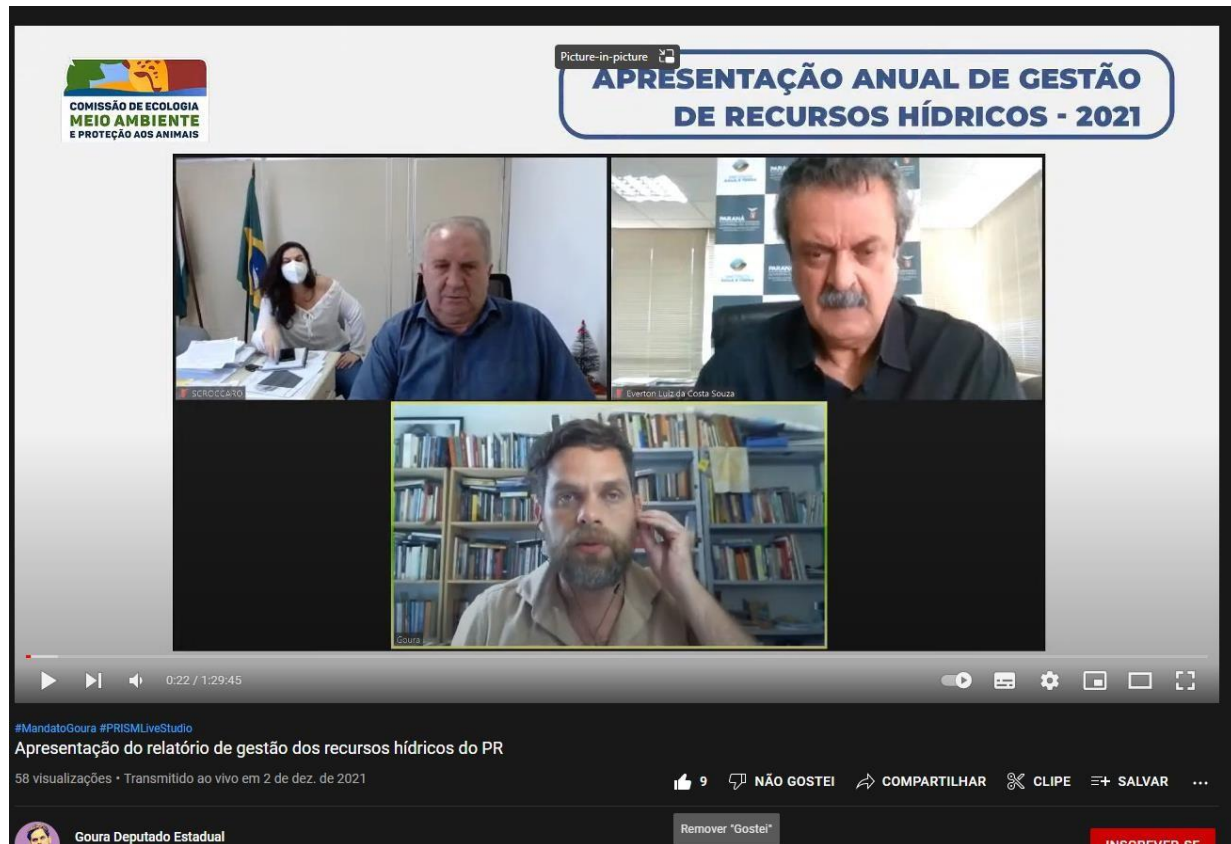 COMISSÃO DE ECOLOGIA
MEIO AMBIENTE
E PROTEÇÃO AOS ANIMAIS
Picture-in-picture
APRESENTAÇÃO ANUAL DE GESTÃO
DE RECURSOS HÍDRICOS - 2021
PARANÁ
SCROCCARO
Everton Luiz da Costa Souza
Goura
0:22 / 1:29:45
#MandatoGoura #PRISMLiveStudio
Apresentação do relatório de gestão dos recursos hídricos do PR
58 visualizações • Transmitido ao vivo em 2 de dez. de 2021
9 NÃO GOSTEI COMPARTILHAR CLIPE SALVAR
Remover "Gostei"
Goura Deputado Estadual
INSCREVER-SE